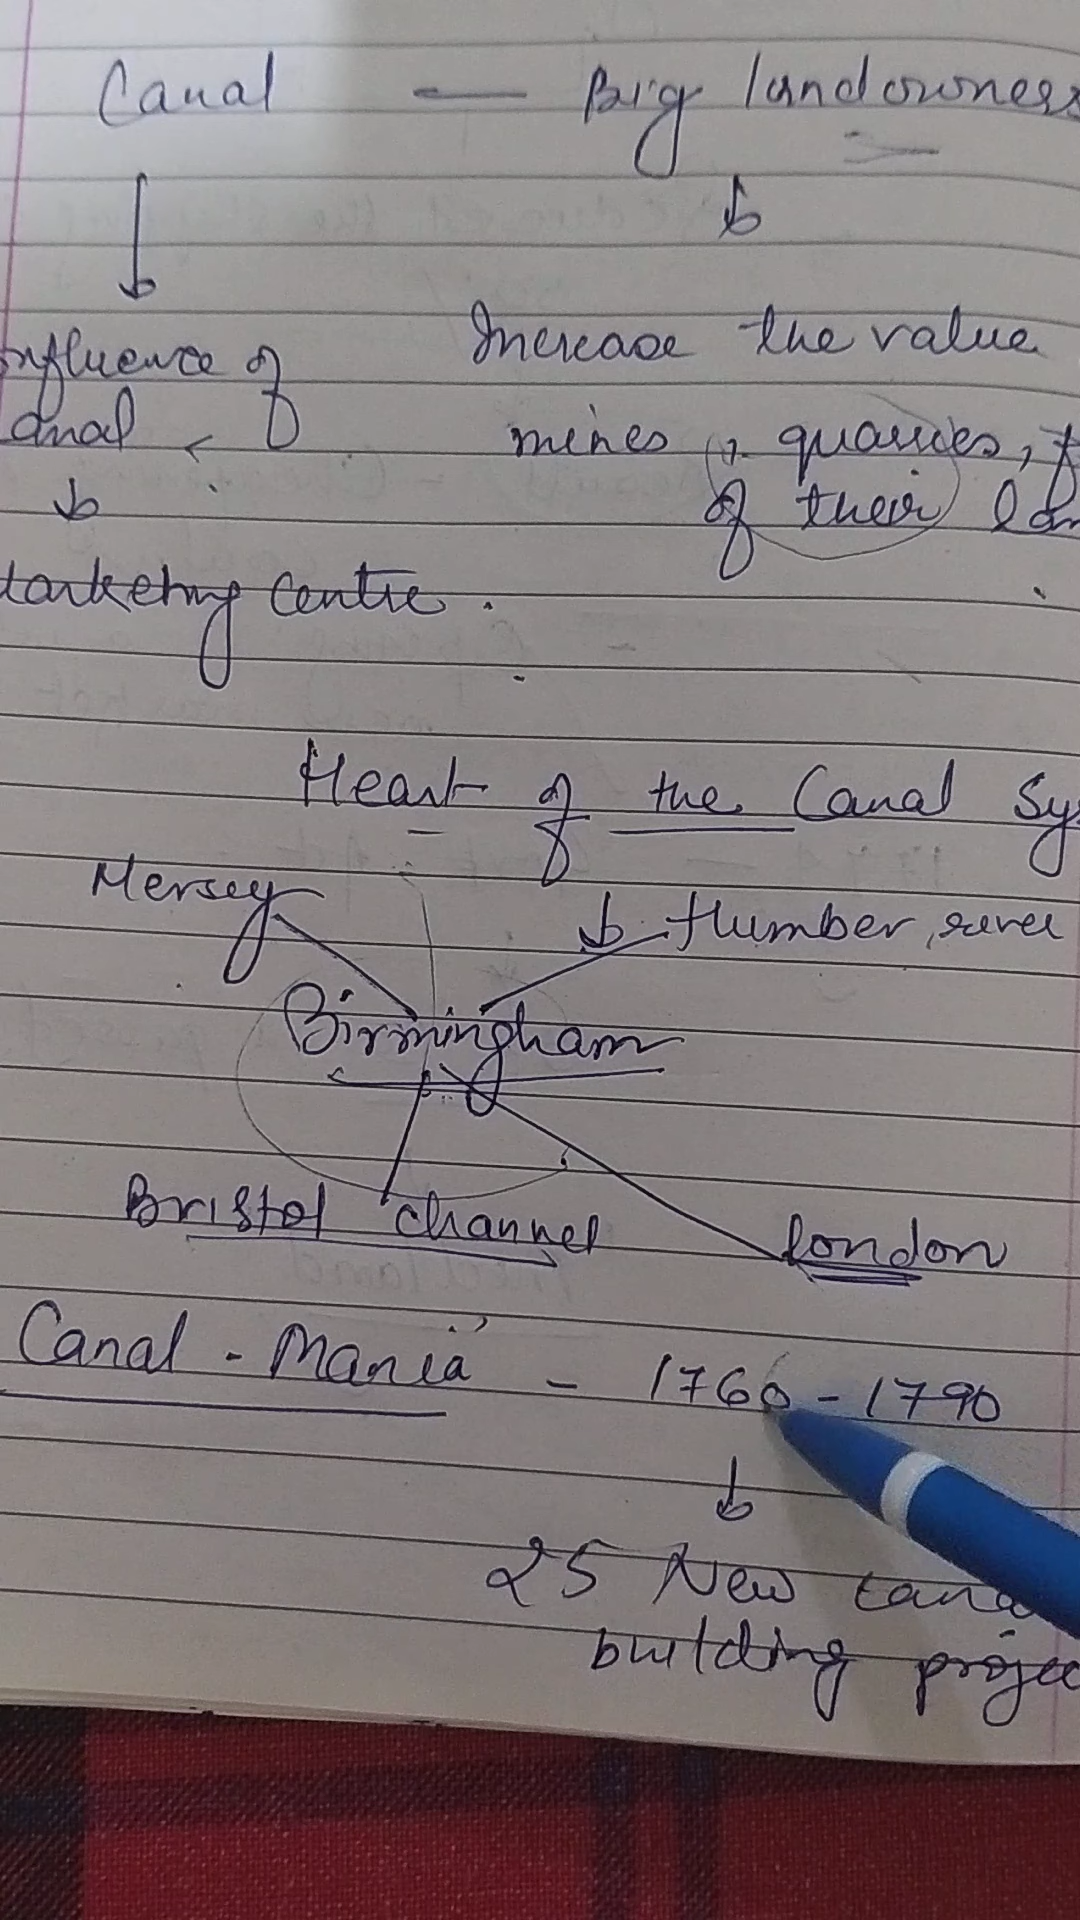 Canal — Big landowners
Increase the value
influence of
canal
mines, quarries,
of their
Marketing Centre.
Heart of the Canal
Mersey
Humber, river
Birmingham
Bristol channel
london
Canal - Mania - 1760 - 1790
25 New
building